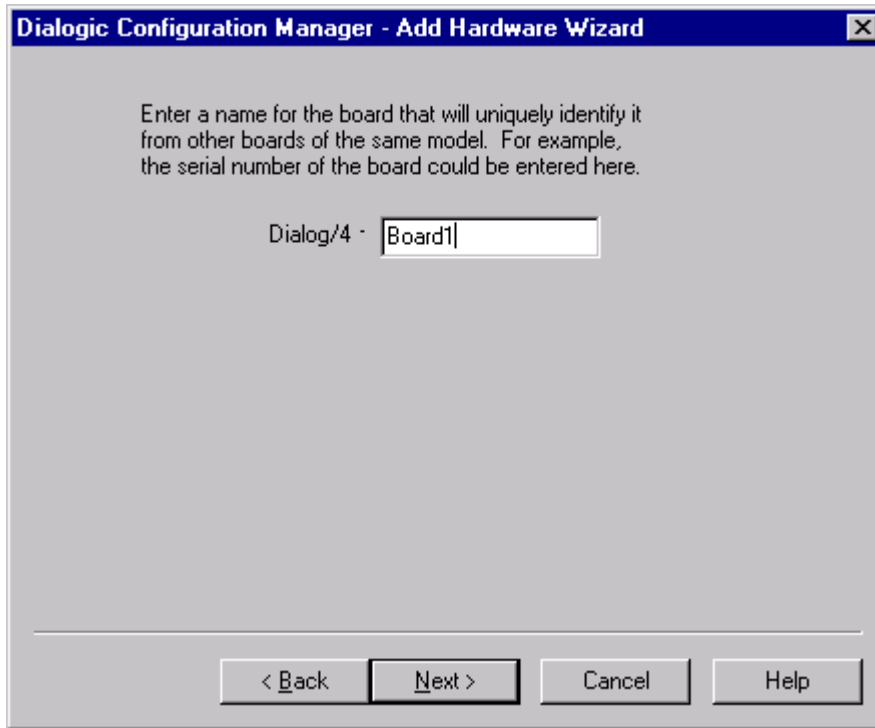 Dialogic Configuration Manager - Add Hardware Wizard
Enter a name for the board that will uniquely identify it
from other boards of the same model.  For example,
the serial number of the board could be entered here.
Dialog/4 - Board1
< Back Next > Cancel Help